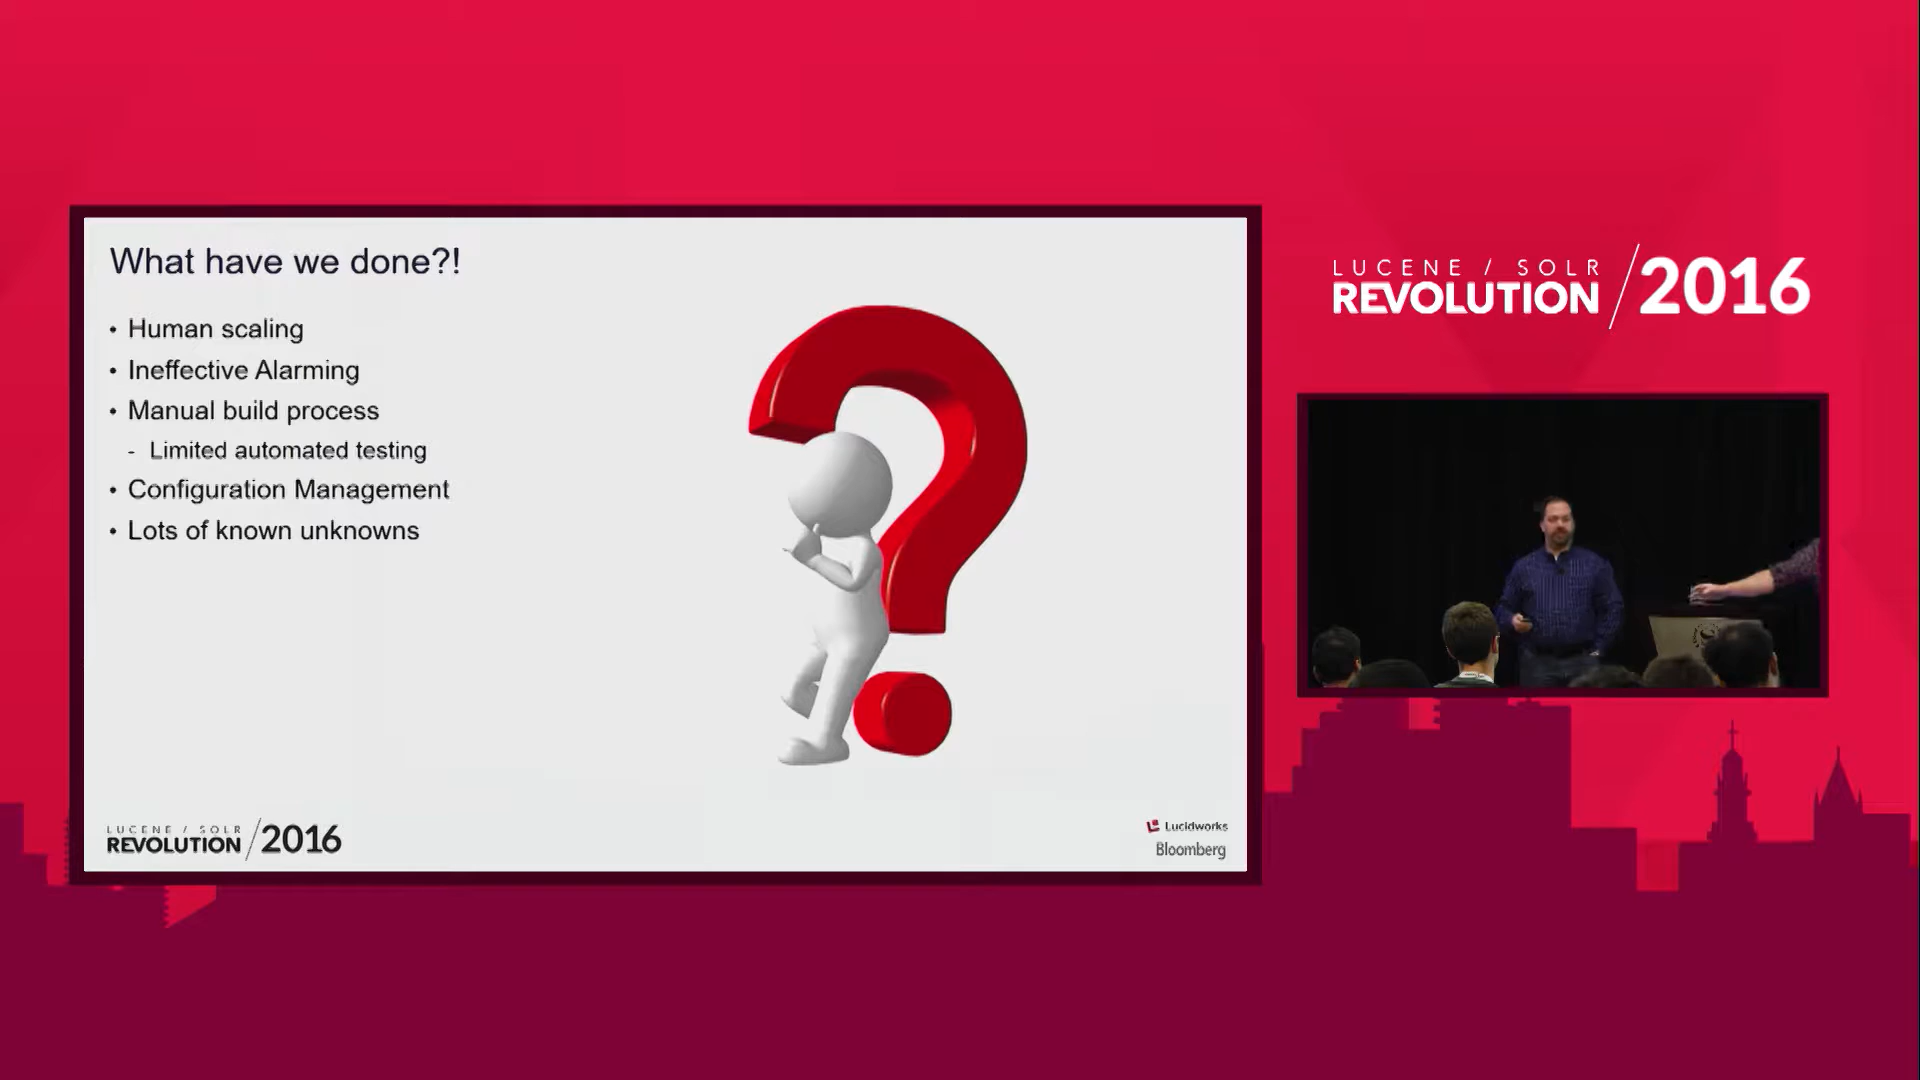 What have we done?!
• Human scaling
• Ineffective Alarming
• Manual build process
- Limited automated testing
• Configuration Management
• Lots of known unknowns
LUCENE / SOLR
REVOLUTION / 2016
Lucidworks
Bloomberg
LUCENE / SOLR
REVOLUTION / 2016